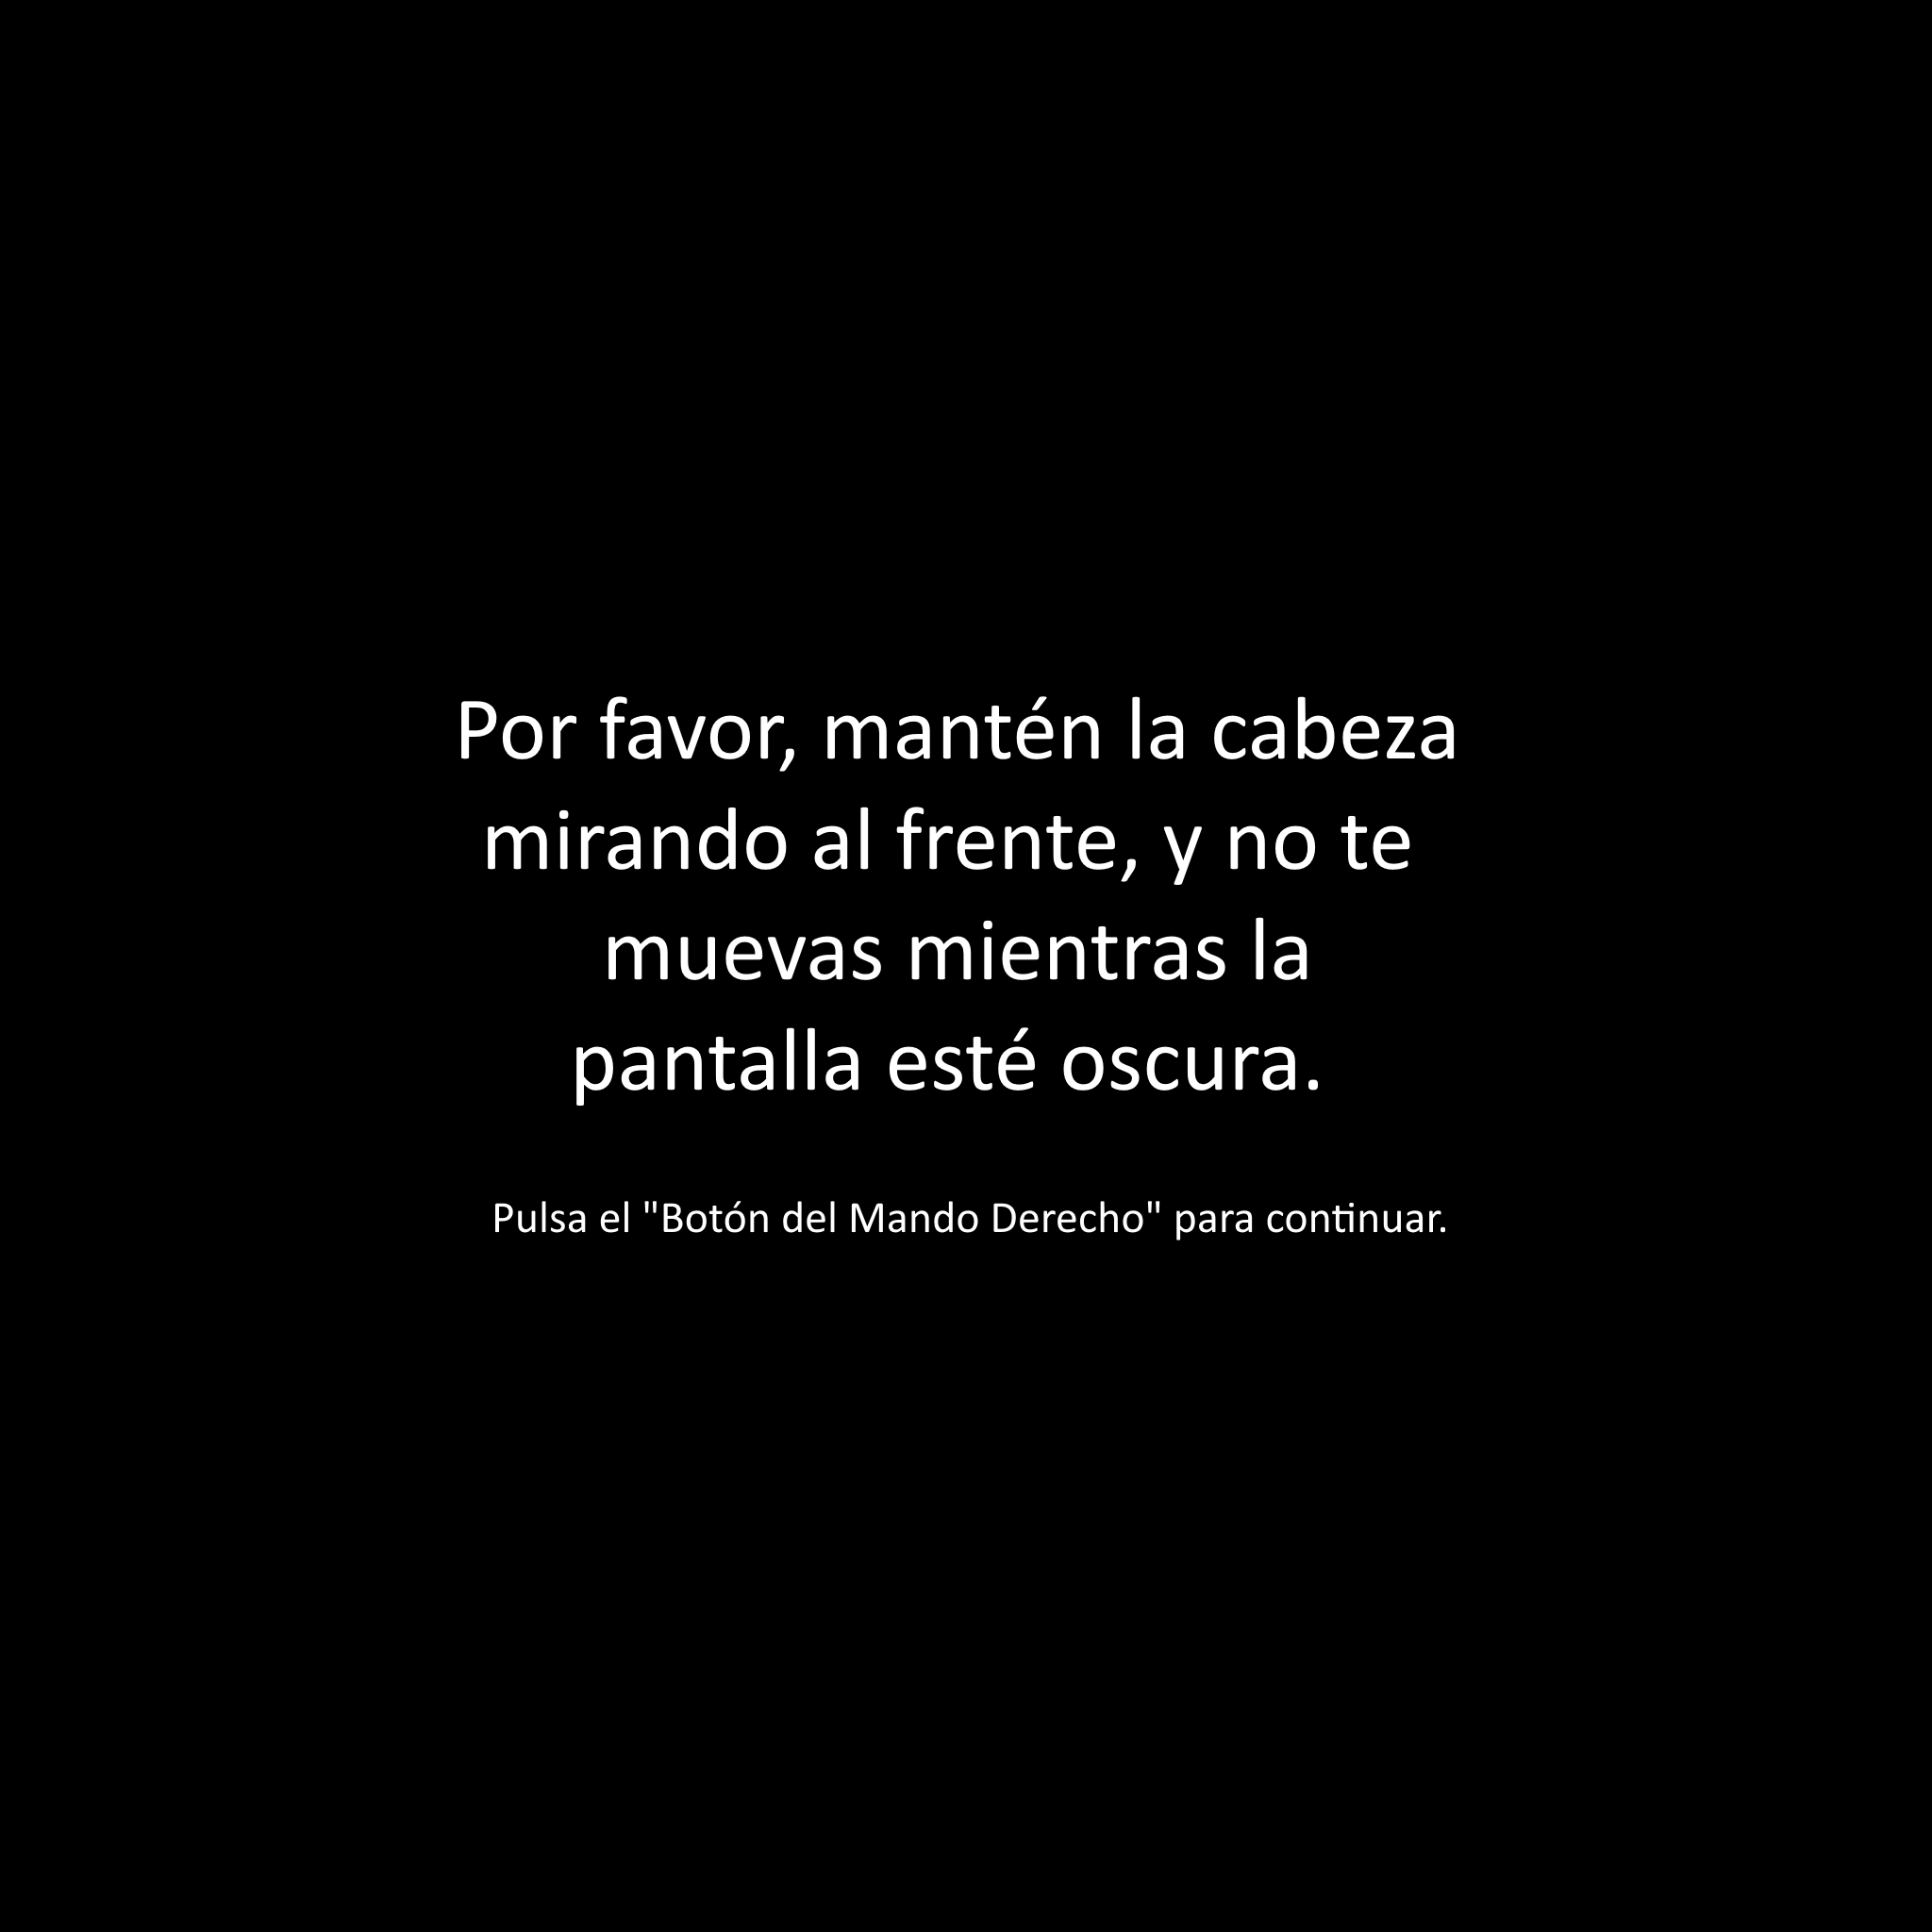 Por favor, mantén la cabeza
mirando al frente, y no te
muevas mientras la
pantalla esté oscura.
Pulsa el "Botón del Mando Derecho" para continuar.